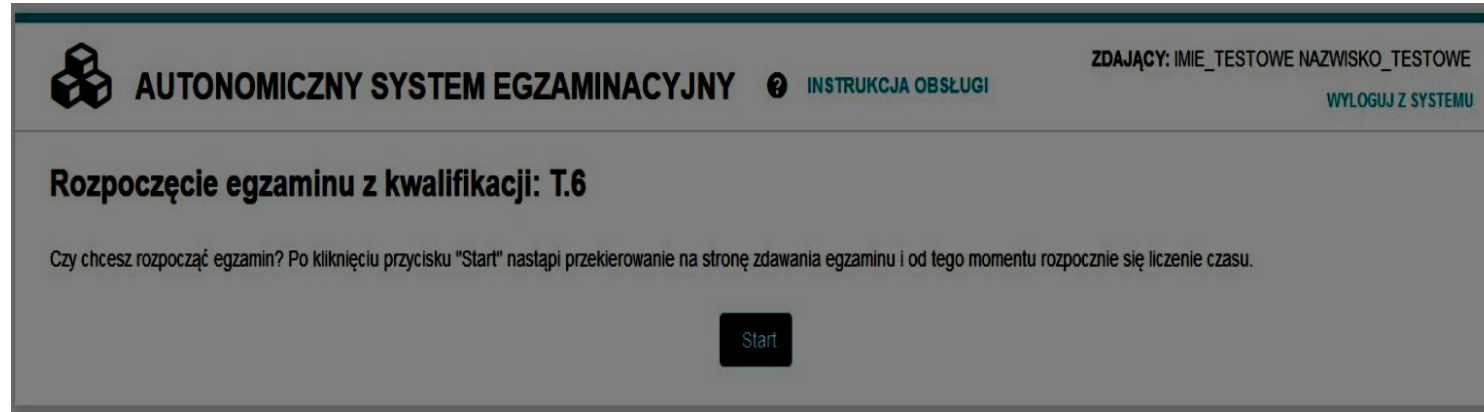 AUTONOMICZNY SYSTEM EGZAMINACYJNY
INSTRUKCJA OBSŁUGI
ZDAJĄCY: IMIE_TESTOWE NAZWISKO_TESTOWE
WYLOGUJ Z SYSTEMU
Rozpoczęcie egzaminu z kwalifikacji: T.6
Czy chcesz rozpocząć egzamin? Po kliknięciu przycisku "Start" nastąpi przekierowanie na stronę zdawania egzaminu i od tego momentu rozpocznie się liczenie czasu.
Start